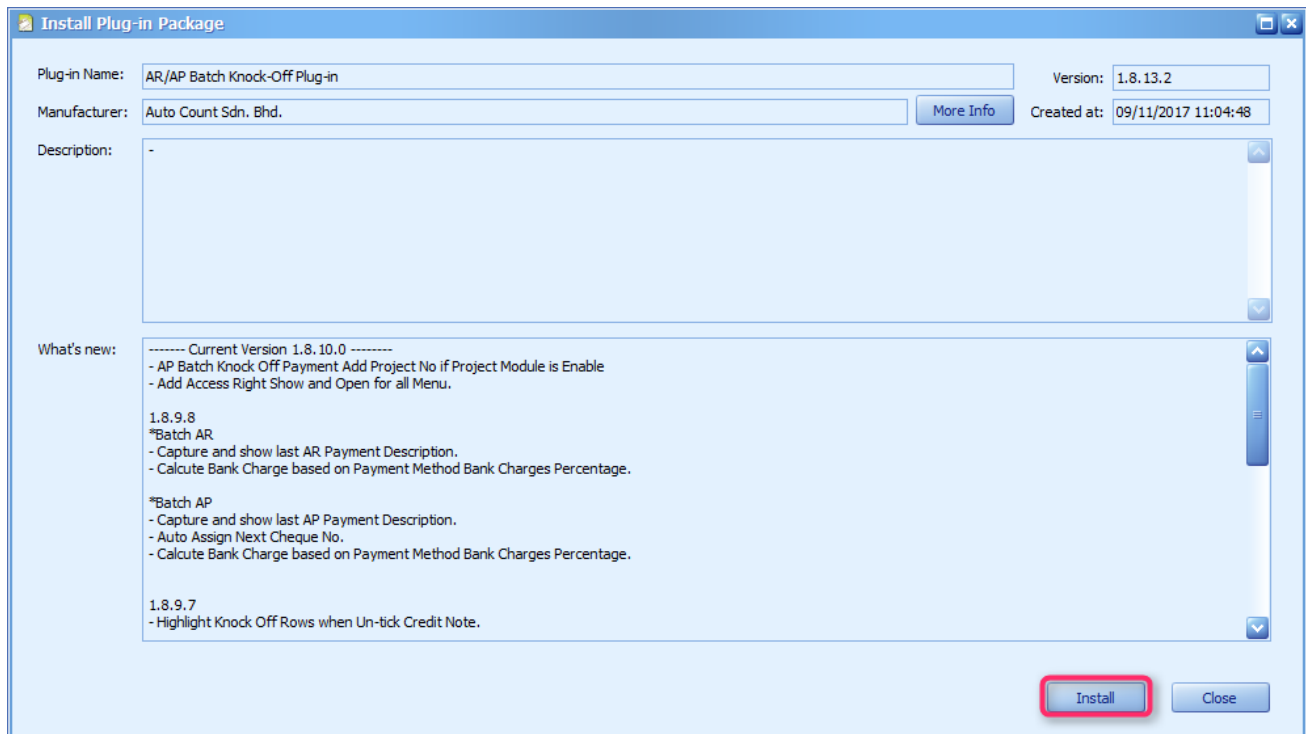 Install Plug-in Package
Plug-in Name: AR/AP Batch Knock-Off Plug-in Version: 1.8.13.2
Manufacturer: Auto Count Sdn. Bhd. More Info Created at: 09/11/2017 11:04:48
Description: -
What's new: ------- Current Version 1.8.10.0 --------
- AP Batch Knock Off Payment Add Project No if Project Module is Enable
- Add Access Right Show and Open for all Menu.
1.8.9.8
*Batch AR
- Capture and show last AR Payment Description.
- Calcute Bank Charge based on Payment Method Bank Charges Percentage.
*Batch AP
- Capture and show last AP Payment Description.
- Auto Assign Next Cheque No.
- Calcute Bank Charge based on Payment Method Bank Charges Percentage.
1.8.9.7
- Highlight Knock Off Rows when Un-tick Credit Note.
Install Close